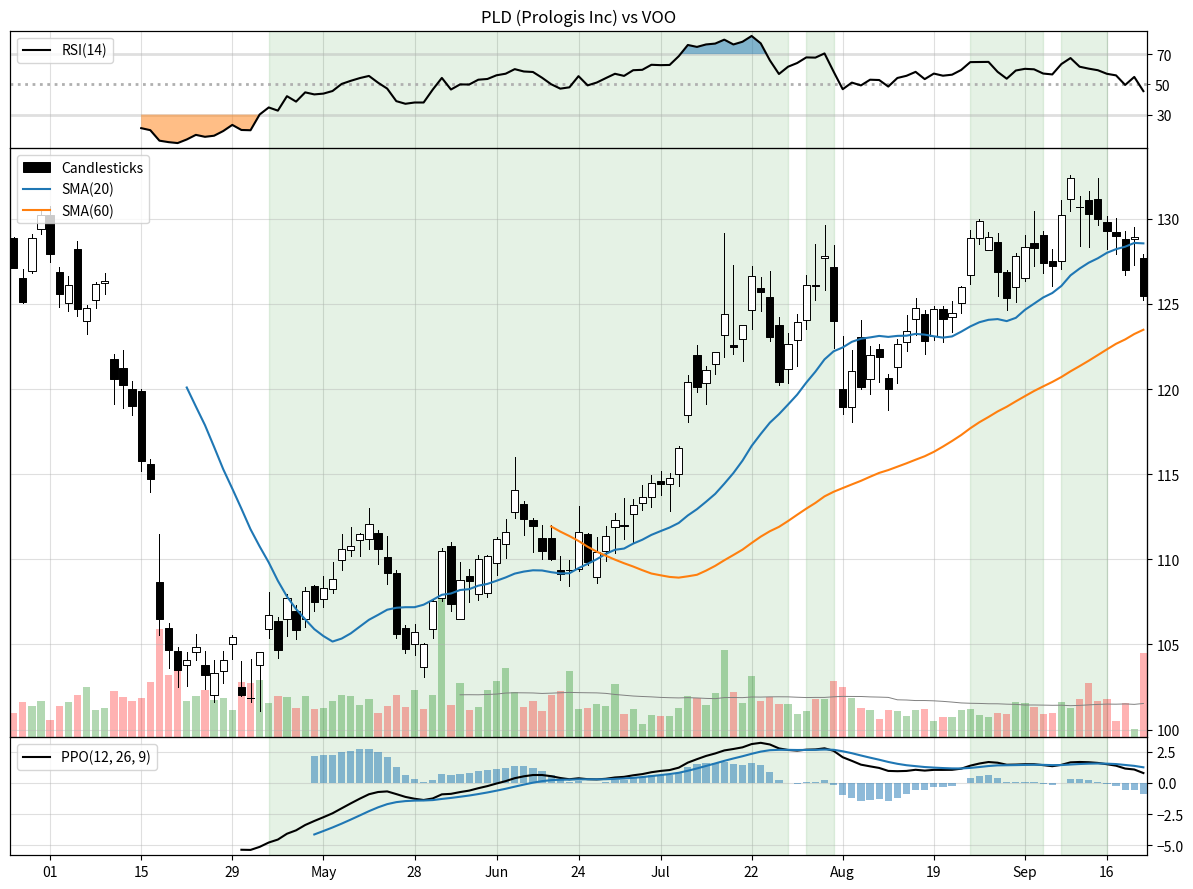 PLD (Prologis Inc) vs VOO
RSI(14)
70
50
30
Candlesticks
SMA(20)
SMA(60)
130
125
120
115
110
105
100
PPO(12, 26, 9)
2.5
0.0
−2.5
−5.0
01 15 29 May 28 Jun 24 Jul 22 Aug 19 Sep 16